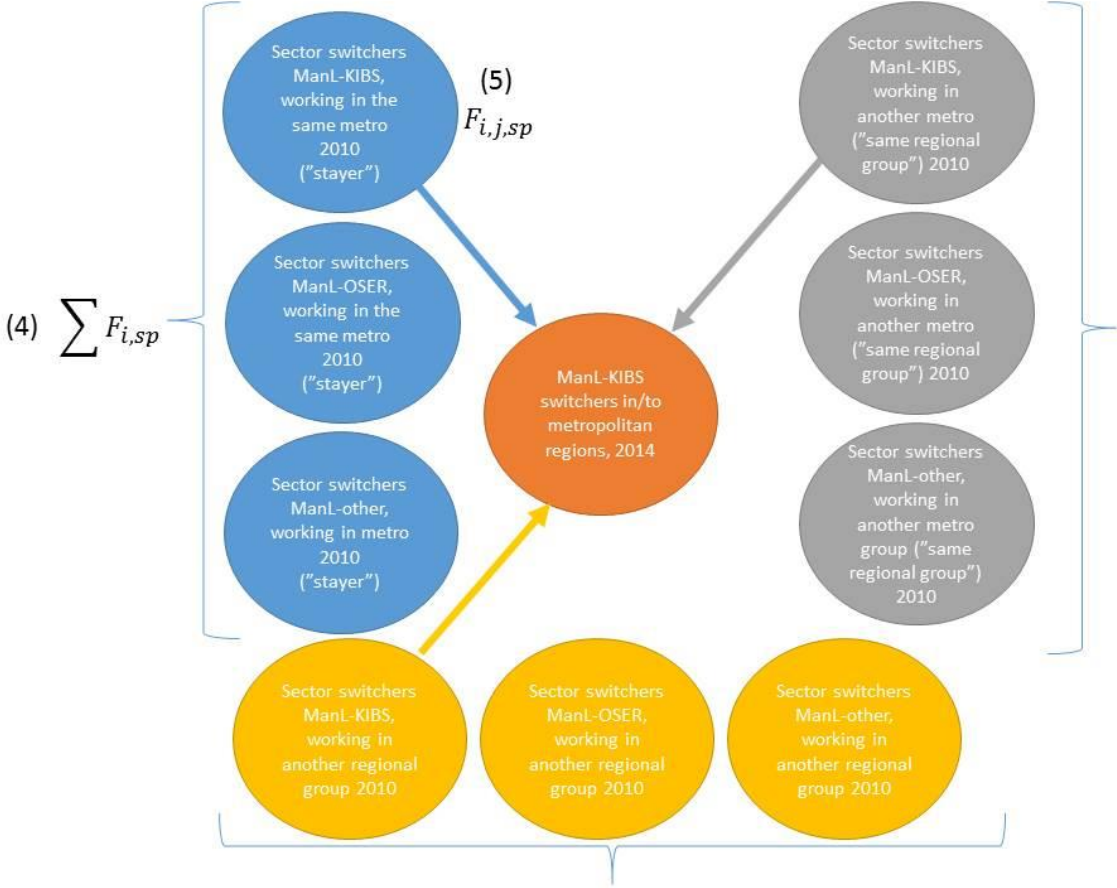 Sector switchers
ManL-KIBS,
working in the
same metro
2010
(”stayer”)
(5)
F_{i,j,sp}
Sector switchers
ManL-KIBS,
working in
another metro
(”same regional
group”) 2010
Sector switchers
ManL-OSER,
working in the
same metro
2010
(”stayer”)
Sector switchers
ManL-OSER,
working in
another metro
(”same regional
group”) 2010
(4) ∑ F_{i,sp}
ManL-KIBS
switchers in/to
metropolitan
regions, 2014
Sector switchers
ManL-other,
working in metro
2010
(”stayer”)
Sector switchers
ManL-other,
working in
another metro
group (”same
regional group”)
2010
Sector switchers
ManL-KIBS,
working in
another regional
group 2010
Sector switchers
ManL-OSER,
working in
another regional
group 2010
Sector switchers
ManL-other,
working in
another regional
group 2010